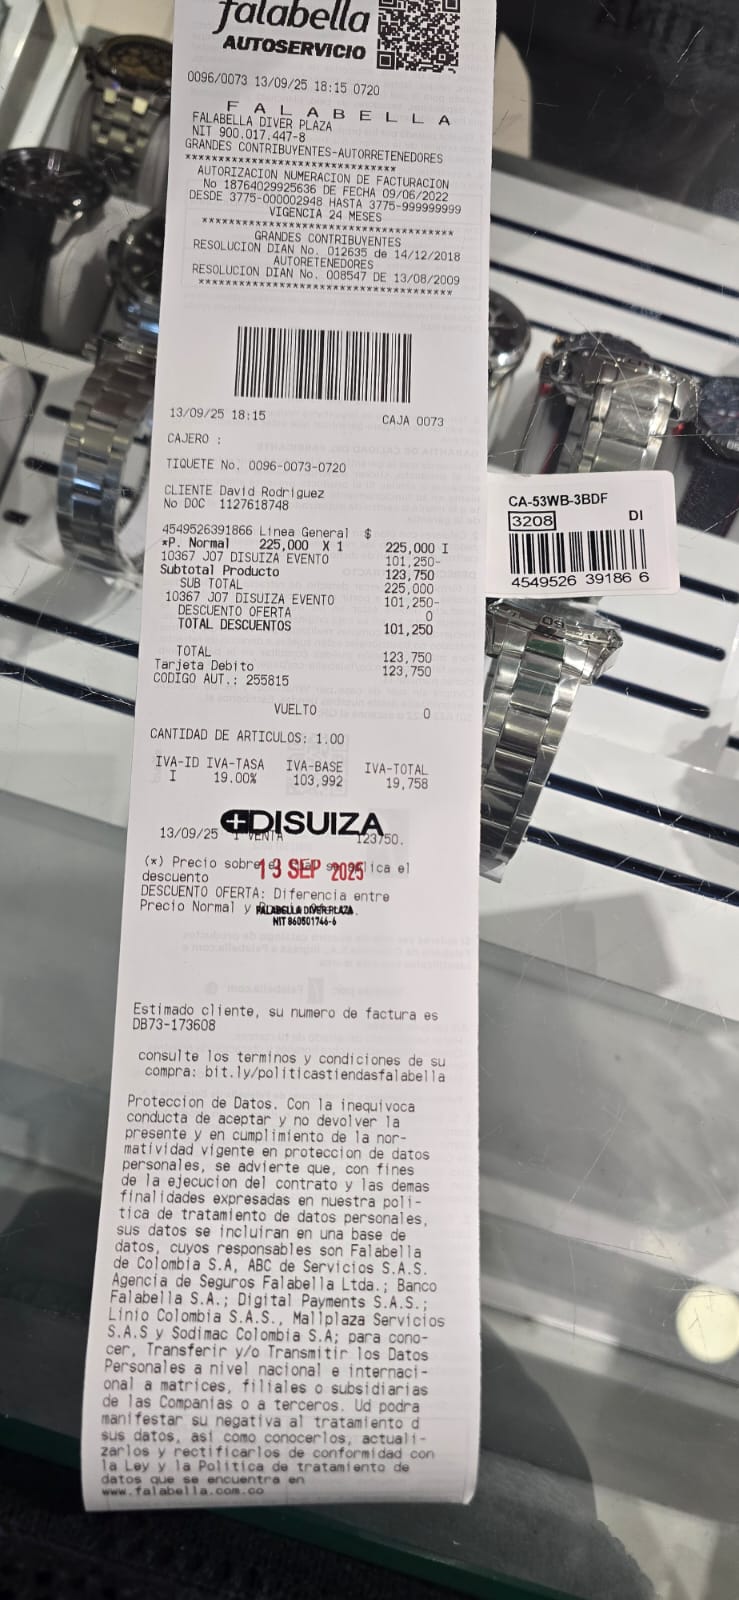 falabella
AUTOSERVICIO
0096/0073 13/09/25 18:15 0720
F A L A B E L L A
FALABELLA DIVER PLAZA
NIT 900.017.447-8
GRANDES CONTRIBUYENTES-AUTORRETENEDORES
*********************************
AUTORIZACION NUMERACION DE FACTURACION
No 18764029925636 DE FECHA 09/06/2022
DESDE 3775-000002948 HASTA 3775-999999999
VIGENCIA 24 MESES
***************************************
GRANDES CONTRIBUYENTES
RESOLUCION DIAN No. 012635 de 14/12/2018
AUTORETENEDORES
RESOLUCION DIAN No. 008547 DE 13/08/2009
***************************************
13/09/25 18:15 CAJA 0073
CAJERO :
TIQUETE No. 0096-0073-0720
CLIENTE David Rodriguez
No DOC 1127618748
4549526391866 Linea General $
*P. Normal 225,000 X 1 225,000 I
10367 J07 DISUIZA EVENTO 101,250-
Subtotal Producto 123,750
SUB TOTAL 225,000
10367 J07 DISUIZA EVENTO 101,250-
DESCUENTO OFERTA 0
TOTAL DESCUENTOS 101,250
TOTAL 123,750
Tarjeta Debito 123,750
CODIGO AUT.: 255815
VUELTO 0
CANTIDAD DE ARTICULOS: 1.00
IVA-ID IVA-TASA IVA-BASE IVA-TOTAL
I 19.00% 103,992 19,758
DISUIZA
13/09/25 1 VENTA 123750.
13 SEP 2025
(*) Precio sobre el aplica el
descuento
DESCUENTO OFERTA: Diferencia entre
Precio Normal y
FALABELLA DIVER PLAZA
NIT 860501746-6
Estimado cliente, su numero de factura es
DB73-173608
consulte los terminos y condiciones de su
compra: bit.ly/politicastiendasfalabella
Proteccion de Datos. Con la inequivoca
conducta de aceptar y no devolver la
presente y en cumplimiento de la nor-
matividad vigente en proteccion de datos
personales, se advierte que, con fines
de la ejecucion del contrato y las demas
finalidades expresadas en nuestra poli-
tica de tratamiento de datos personales,
sus datos se incluiran en una base de
datos, cuyos responsables son Falabella
de Colombia S.A, ABC de Servicios S.A.S.
Agencia de Seguros Falabella Ltda.; Banco
Falabella S.A.; Digital Payments S.A.S.;
Linio Colombia S.A.S., Mallplaza Servicios
S.A.S y Sodimac Colombia S.A; para cono-
cer, Transferir y/o Transmitir los Datos
Personales a nivel nacional e internaci-
onal a matrices, filiales o subsidiarias
de las Companias o a terceros. Ud podra
manifestar su negativa al tratamiento d
sus datos, asi como conocerlos, actuali-
zarlos y rectificarlos de conformidad con
la Ley y la Politica de tratamiento de
datos que se encuentra en
www.falabella.com.co
CA-53WB-3BDF
3208 DI
4549526 39186 6